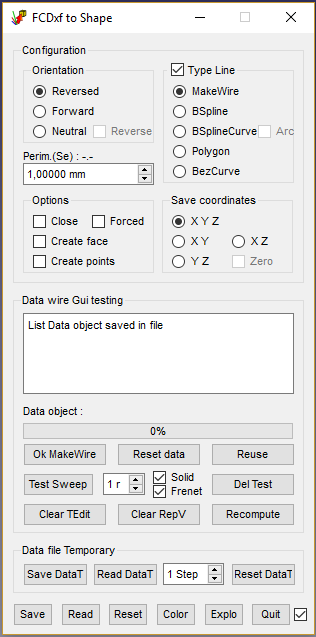 FCDxf to Shape
Configuration
Orientation
Reversed
Forward
Neutral Reverse
Perim.(Se) : -.-
1,00000 mm
Type Line
MakeWire
BSpline
BSplineCurve Arc
Polygon
BezCurve
Options
Close Forced
Create face
Create points
Save coordinates
X Y Z
X Y X Z
Y Z Zero
Data wire Gui testing
List Data object saved in file
Data object :
0%
Ok MakeWire Reset data Reuse
Test Sweep 1 r Solid Frenet Del Test
Clear TEdit Clear RepV Recompute
Data file Temporary
Save DataT Read DataT 1 Step Reset DataT
Save Read Reset Color Explo Quit